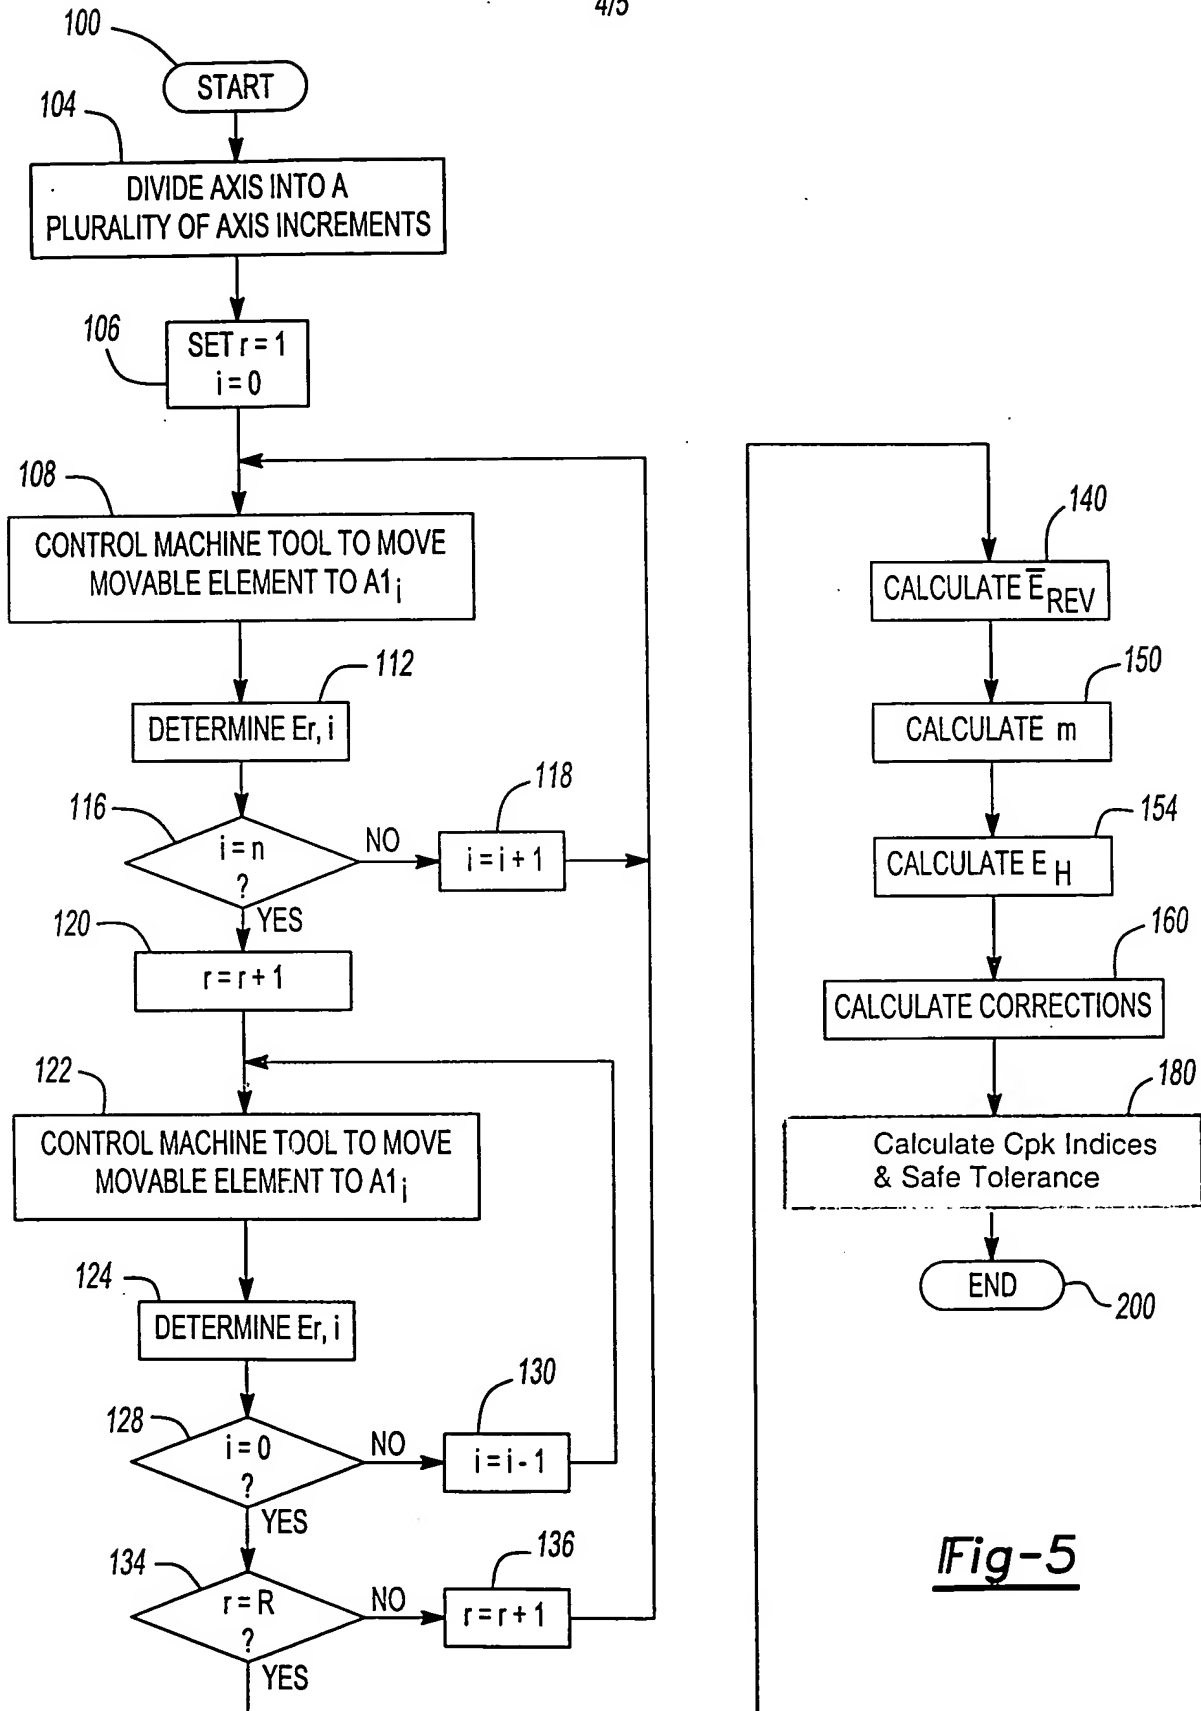 4/5
100
START
104
DIVIDE AXIS INTO A
PLURALITY OF AXIS INCREMENTS
106
SET r = 1
i = 0
108
CONTROL MACHINE TOOL TO MOVE
MOVABLE ELEMENT TO A1i
112
DETERMINE Er, i
116
i = n
?
NO
118
i = i + 1
YES
120
r = r + 1
122
CONTROL MACHINE TOOL TO MOVE
MOVABLE ELEMENT TO A1i
124
DETERMINE Er, i
128
i = 0
?
NO
130
i = i - 1
YES
134
r = R
?
NO
136
r = r + 1
YES
140
CALCULATE E̅REV
150
CALCULATE m
154
CALCULATE E H
160
CALCULATE CORRECTIONS
180
Calculate Cpk Indices
& Safe Tolerance
END
200
Fig-5